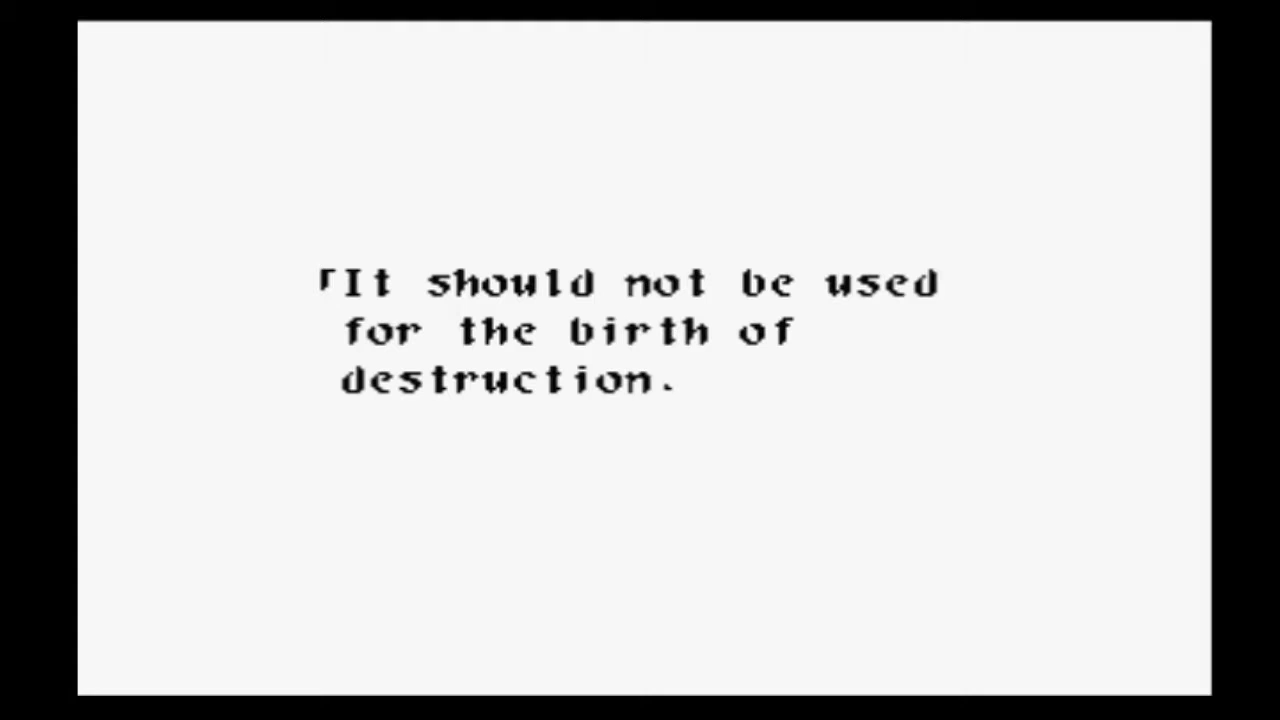 「It should not be used
for the birth of
destruction.